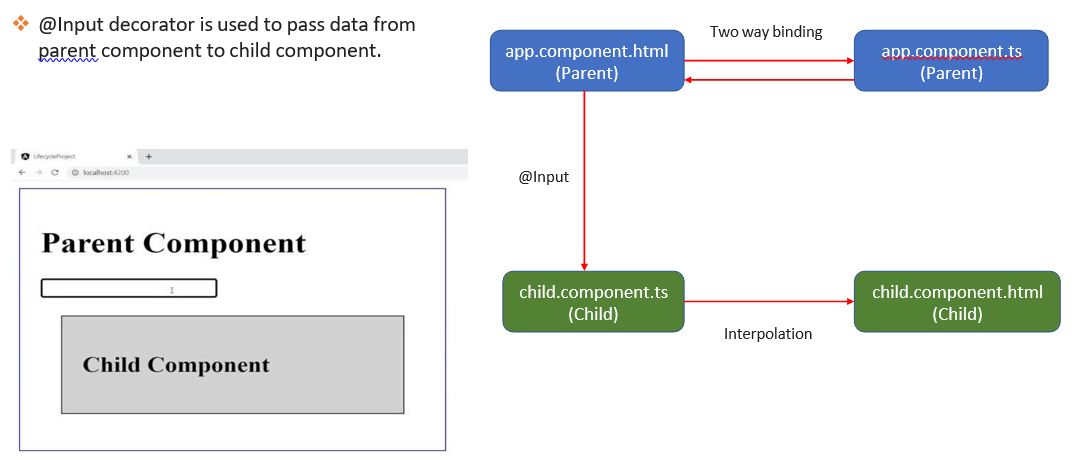 @Input decorator is used to pass data from
parent component to child component.
LifecycleProject
localhost:4200
Parent Component
Child Component
app.component.html
(Parent)
Two way binding
app.component.ts
(Parent)
@Input
child.component.ts
(Child)
Interpolation
child.component.html
(Child)